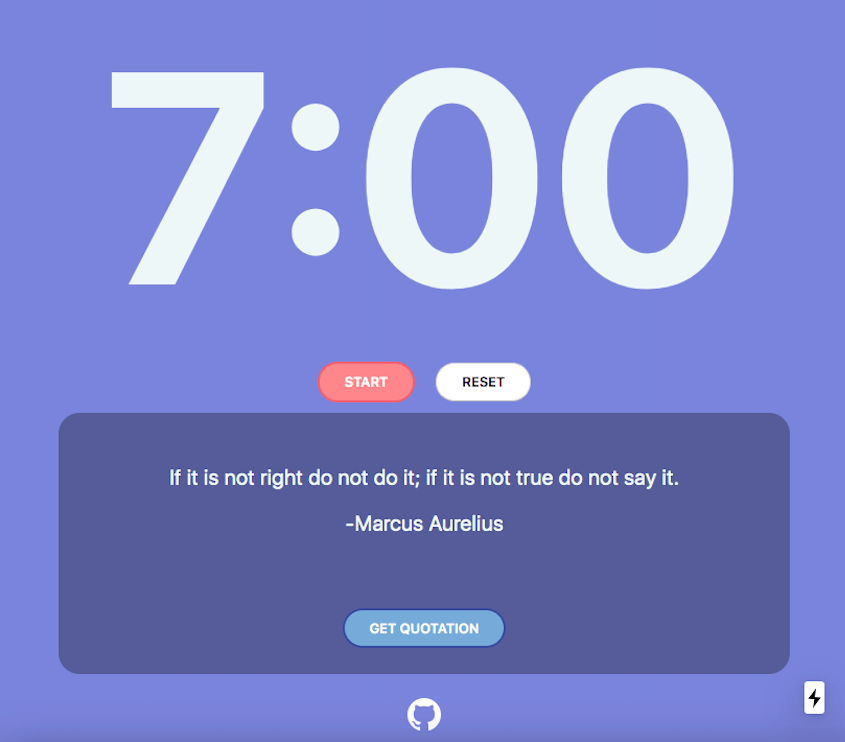 7:00
START RESET
If it is not right do not do it; if it is not true do not say it.
-Marcus Aurelius
GET QUOTATION